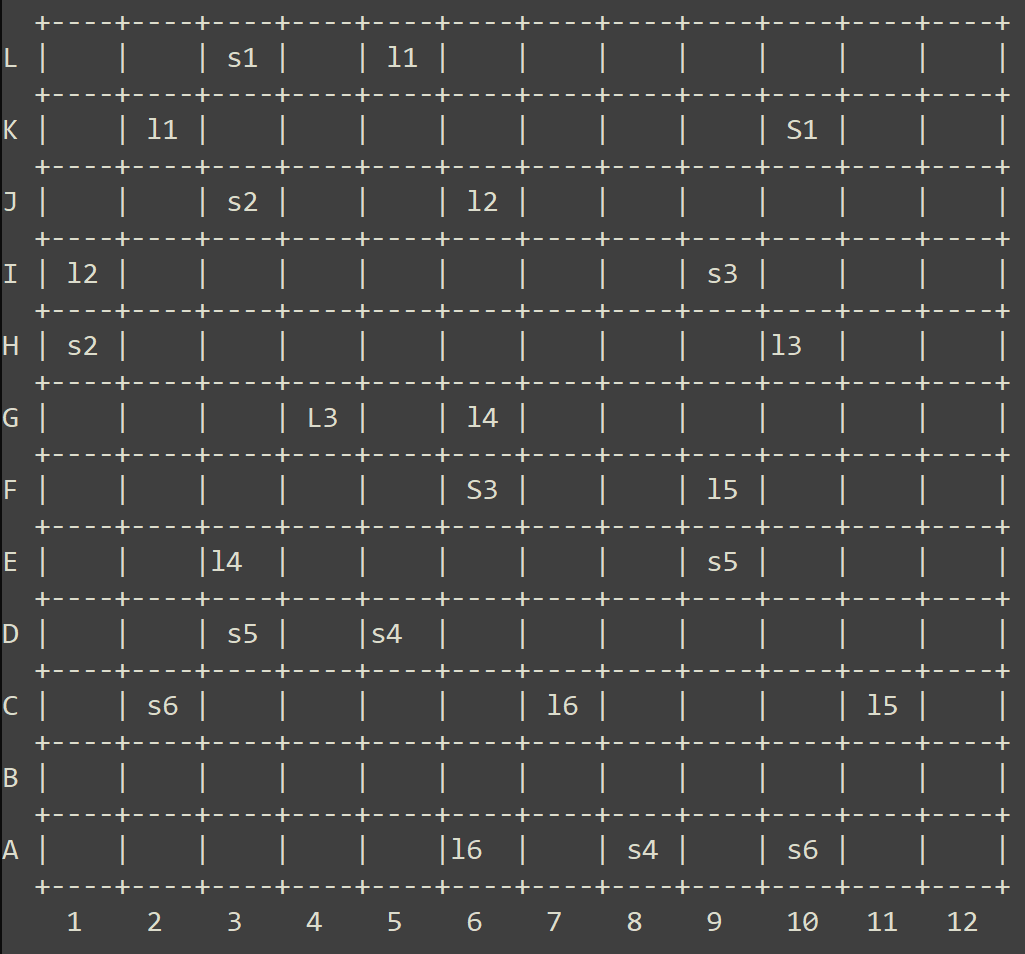 +----+----+----+----+----+----+----+----+----+----+----+----+
L |    |    | s1 |    | l1 |    |    |    |    |    |    |    |
+----+----+----+----+----+----+----+----+----+----+----+----+
K |    | l1 |    |    |    |    |    |    |    | S1 |    |    |
+----+----+----+----+----+----+----+----+----+----+----+----+
J |    |    | s2 |    |    | l2 |    |    |    |    |    |    |
+----+----+----+----+----+----+----+----+----+----+----+----+
I | l2 |    |    |    |    |    |    |    | s3 |    |    |    |
+----+----+----+----+----+----+----+----+----+----+----+----+
H | s2 |    |    |    |    |    |    |    |    |l3  |    |    |
+----+----+----+----+----+----+----+----+----+----+----+----+
G |    |    |    | L3 |    | l4 |    |    |    |    |    |    |
+----+----+----+----+----+----+----+----+----+----+----+----+
F |    |    |    |    |    | S3 |    |    | l5 |    |    |    |
+----+----+----+----+----+----+----+----+----+----+----+----+
E |    |    |l4  |    |    |    |    |    | s5 |    |    |    |
+----+----+----+----+----+----+----+----+----+----+----+----+
D |    |    | s5 |    |s4  |    |    |    |    |    |    |    |
+----+----+----+----+----+----+----+----+----+----+----+----+
C |    | s6 |    |    |    |    | l6 |    |    |    | l5 |    |
+----+----+----+----+----+----+----+----+----+----+----+----+
B |    |    |    |    |    |    |    |    |    |    |    |    |
+----+----+----+----+----+----+----+----+----+----+----+----+
A |    |    |    |    |    |l6  |    | s4 |    | s6 |    |    |
+----+----+----+----+----+----+----+----+----+----+----+----+
1    2    3    4    5    6    7    8    9    10   11   12